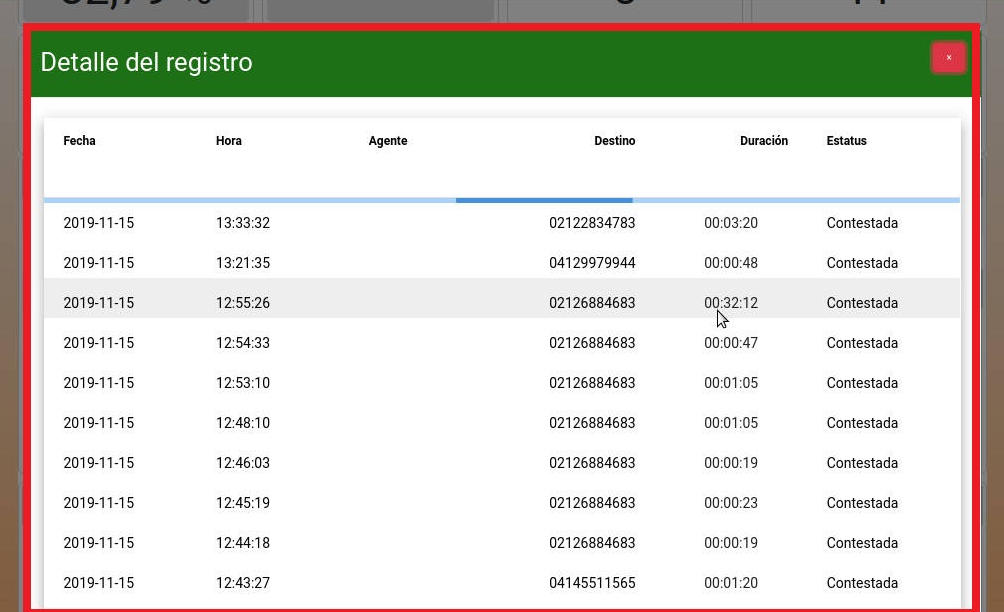 Detalle del registro ×
Fecha Hora Agente Destino Duración Estatus
2019-11-15 13:33:32 02122834783 00:03:20 Contestada
2019-11-15 13:21:35 04129979944 00:00:48 Contestada
2019-11-15 12:55:26 02126884683 00:32:12 Contestada
2019-11-15 12:54:33 02126884683 00:00:47 Contestada
2019-11-15 12:53:10 02126884683 00:01:05 Contestada
2019-11-15 12:48:10 02126884683 00:01:05 Contestada
2019-11-15 12:46:03 02126884683 00:00:19 Contestada
2019-11-15 12:45:19 02126884683 00:00:23 Contestada
2019-11-15 12:44:18 02126884683 00:00:19 Contestada
2019-11-15 12:43:27 04145511565 00:01:20 Contestada